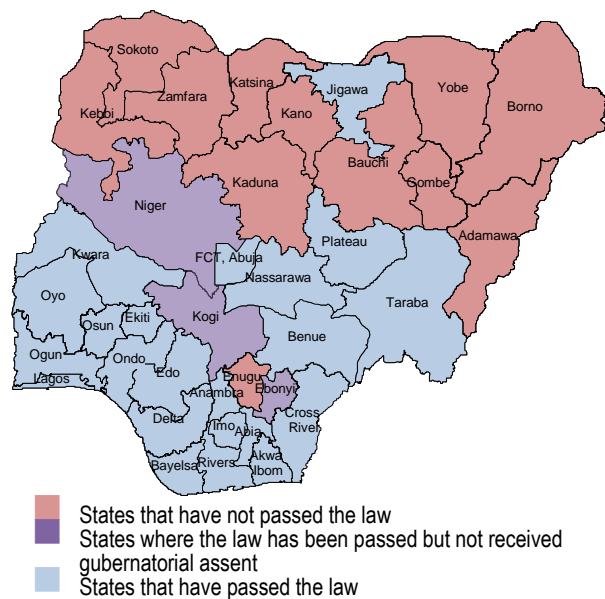 Sokoto
Katsina
Zamfara
Kebbi
Kano
Jigawa
Yobe
Borno
Bauchi
Gombe
Kaduna
Niger
Adamawa
Plateau
FCT, Abuja
Nassarawa
Kwara
Taraba
Oyo
Kogi
Osun
Ekiti
Benue
Ogun
Ondo
Lagos
Edo
Enugu
Ebonyi
Anambra
Delta
Cross
River
Imo
Abia
Akwa
Ibom
Bayelsa
Rivers
States that have not passed the law
States where the law has been passed but not received
gubernatorial assent
States that have passed the law